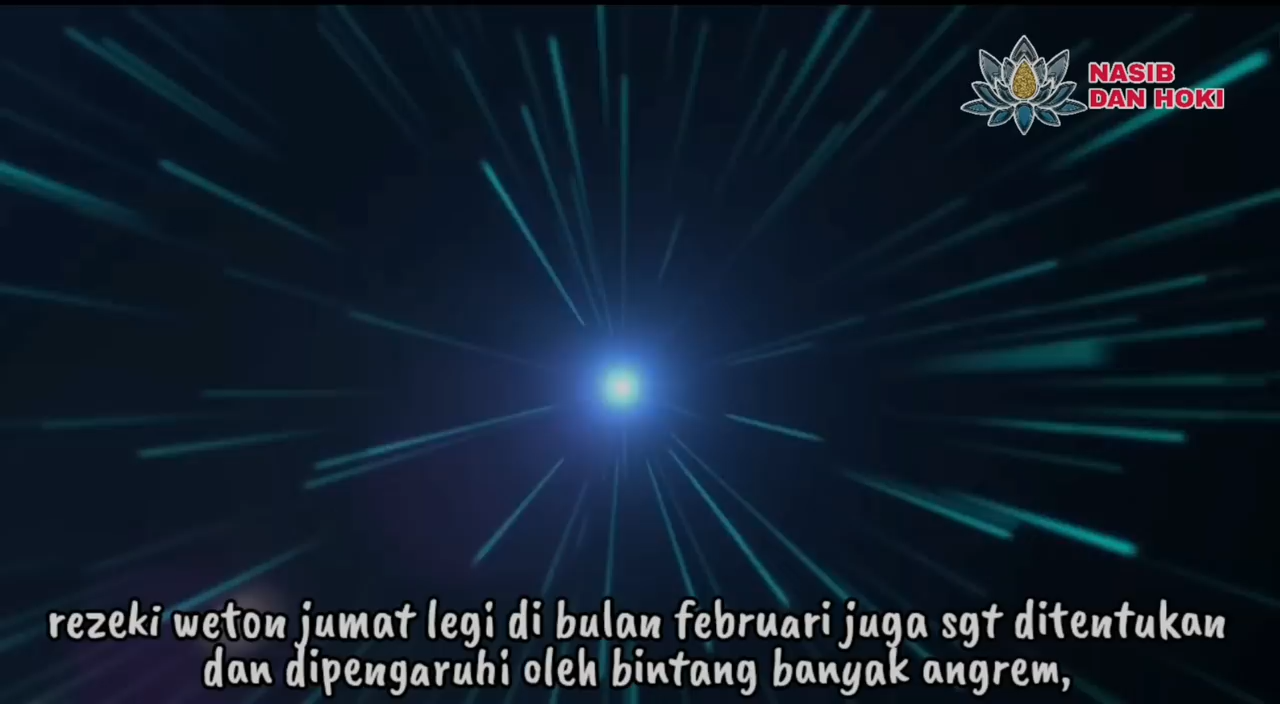 NASIB
DAN HOKI
rezeki weton jumat legi di bulan februari juga sgt ditentukan
dan dipengaruhi oleh bintang banyak angrem,